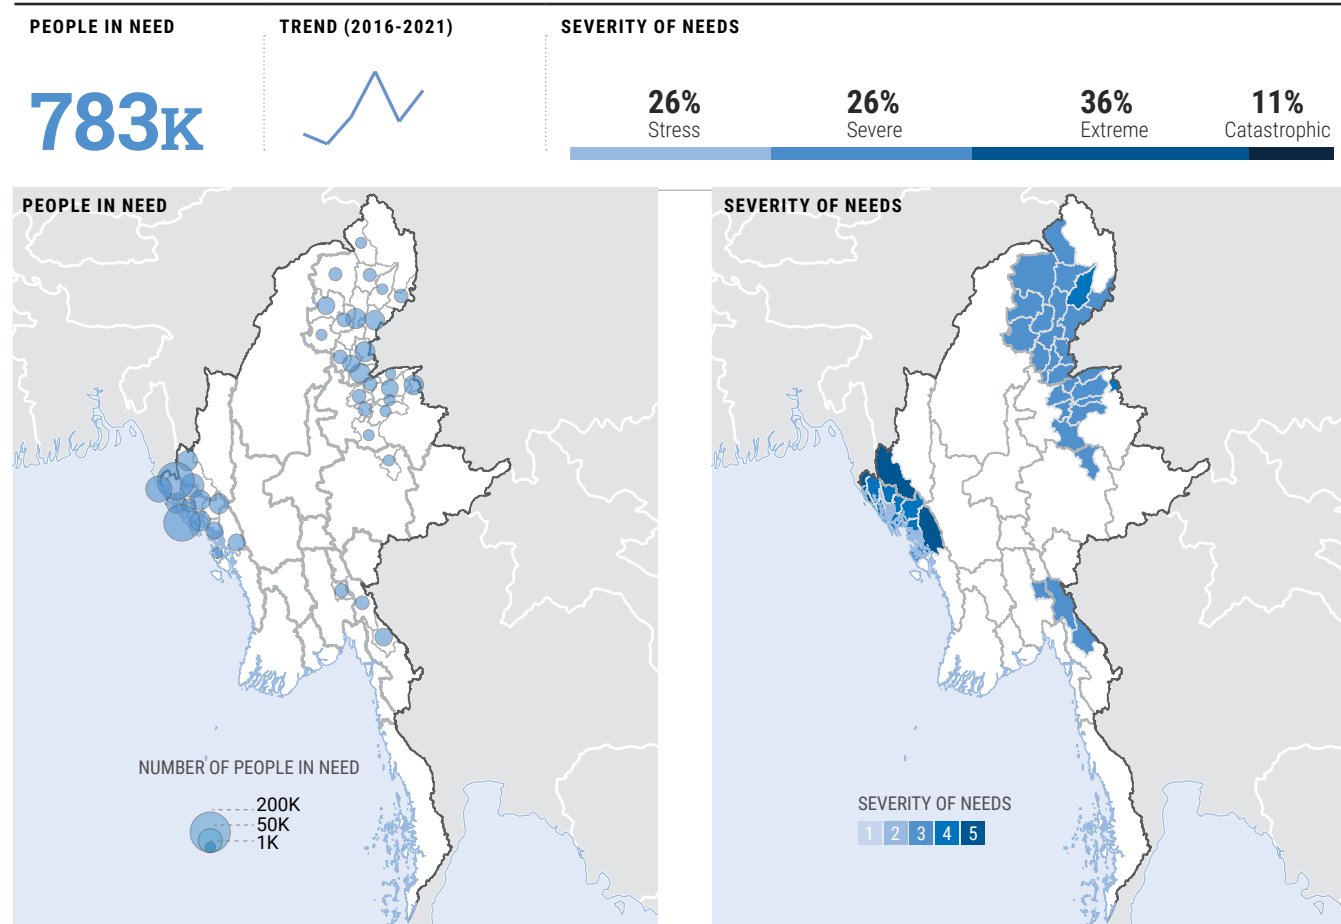 PEOPLE IN NEED
TREND (2016-2021)
SEVERITY OF NEEDS
783K
26%
Stress
26%
Severe
36%
Extreme
11%
Catastrophic
PEOPLE IN NEED
NUMBER OF PEOPLE IN NEED
200K
50K
1K
SEVERITY OF NEEDS
SEVERITY OF NEEDS
1 2 3 4 5